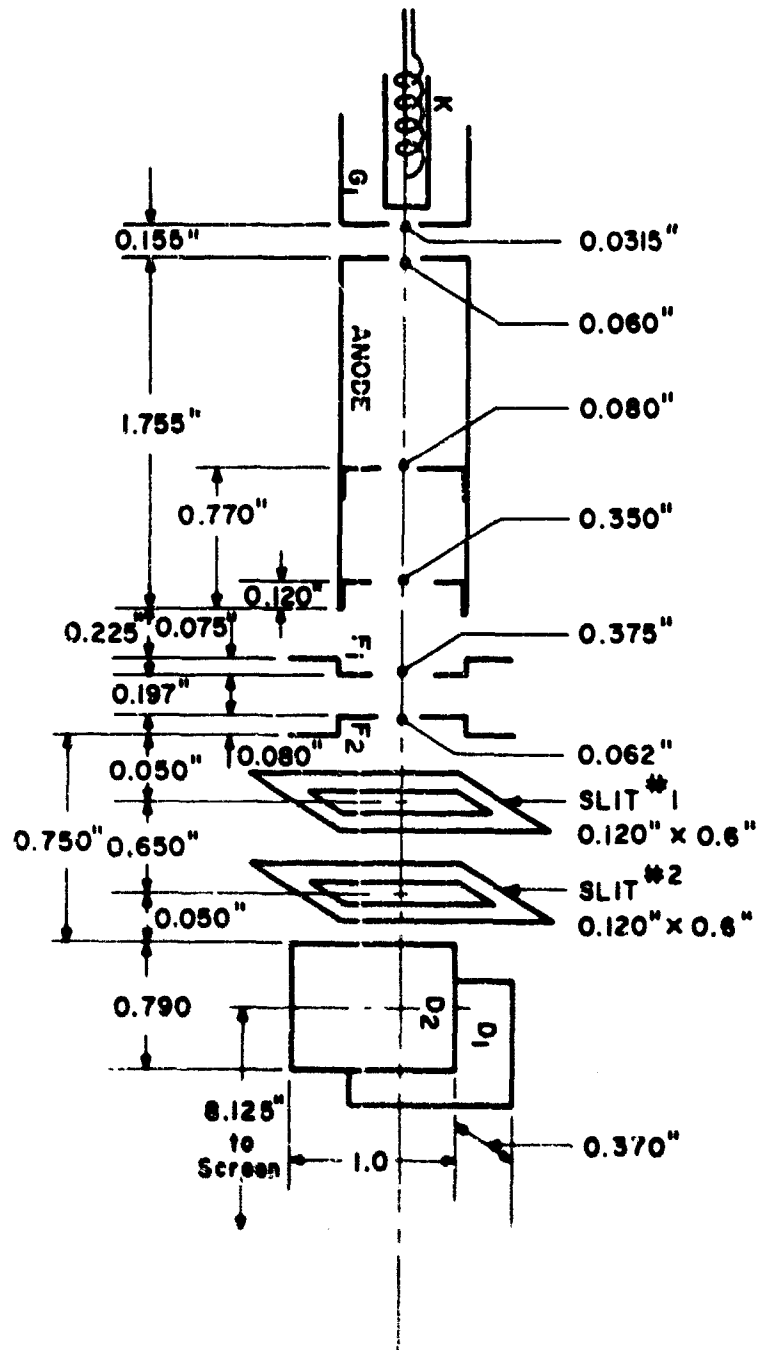 K
G1
0.155"
0.0315"
0.060"
ANODE
0.080"
1.755"
0.770"
0.350"
0.120"
0.225"
0.075"
F1
0.375"
0.197"
F2
0.080"
0.062"
0.050"
SLIT #1
0.120" x 0.6"
0.750"
0.650"
SLIT #2
0.120" x 0.6"
0.050"
0.790
D2
D1
8.125"
to
Screen
1.0
0.370"